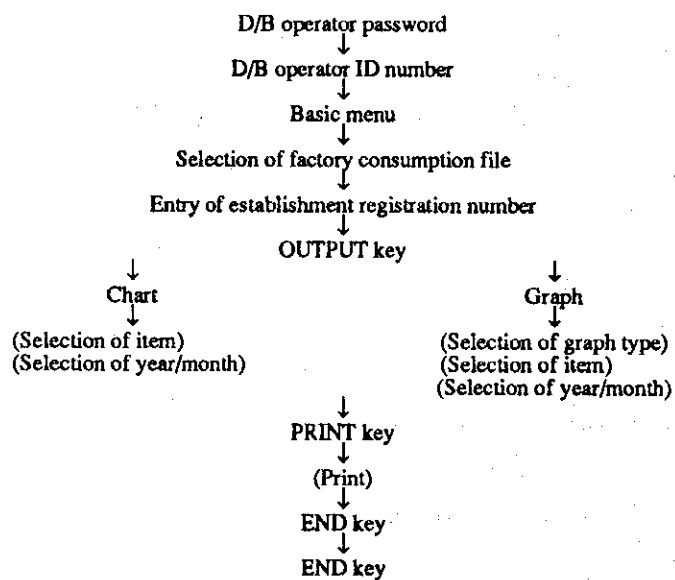 D/B operator password
↓
D/B operator ID number
↓
Basic menu
↓
Selection of factory consumption file
↓
Entry of establishment registration number
↓
OUTPUT key
↓ ↓
Chart Graph
↓ ↓
(Selection of item) (Selection of graph type)
(Selection of year/month) (Selection of item)
(Selection of year/month)
↓
PRINT key
↓
(Print)
↓
END key
↓
END key